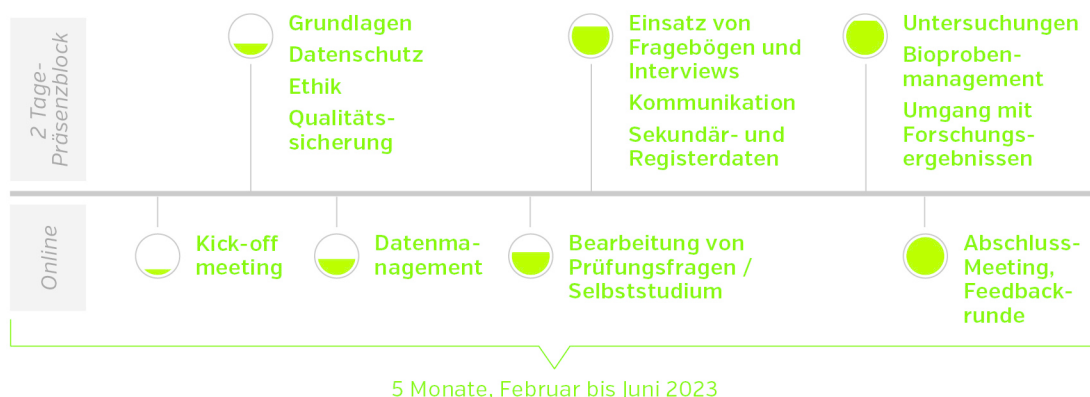 2 Tage-
Präsenzblock
Grundlagen
Datenschutz
Ethik
Qualitäts-
sicherung
Einsatz von
Fragebögen und
Interviews
Kommunikation
Sekundär- und
Registerdaten
Untersuchungen
Bioproben-
management
Umgang mit
Forschungs-
ergebnissen
Online
Kick-off
meeting
Datenma-
nagement
Bearbeitung von
Prüfungsfragen /
Selbststudium
Abschluss-
Meeting,
Feedback-
runde
5 Monate, Februar bis Juni 2023